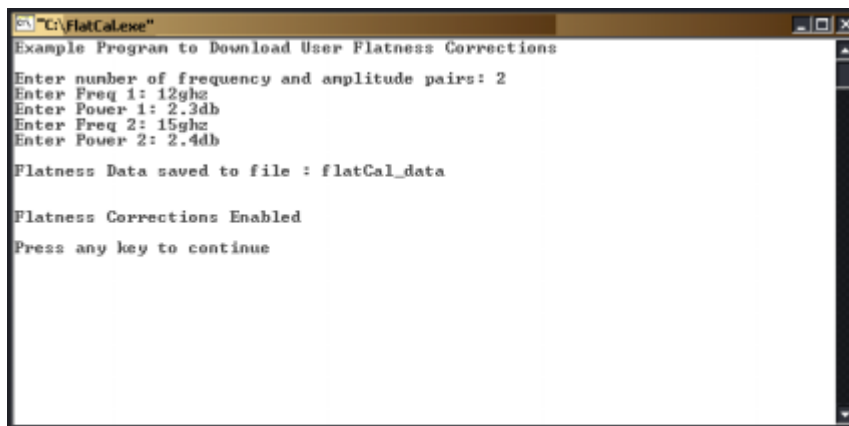 "C:\FlatCal.exe"
Example Program to Download User Flatness Corrections
Enter number of frequency and amplitude pairs: 2
Enter Freq 1: 12ghz
Enter Power 1: 2.3db
Enter Freq 2: 15ghz
Enter Power 2: 2.4db
Flatness Data saved to file : flatCal_data
Flatness Corrections Enabled
Press any key to continue